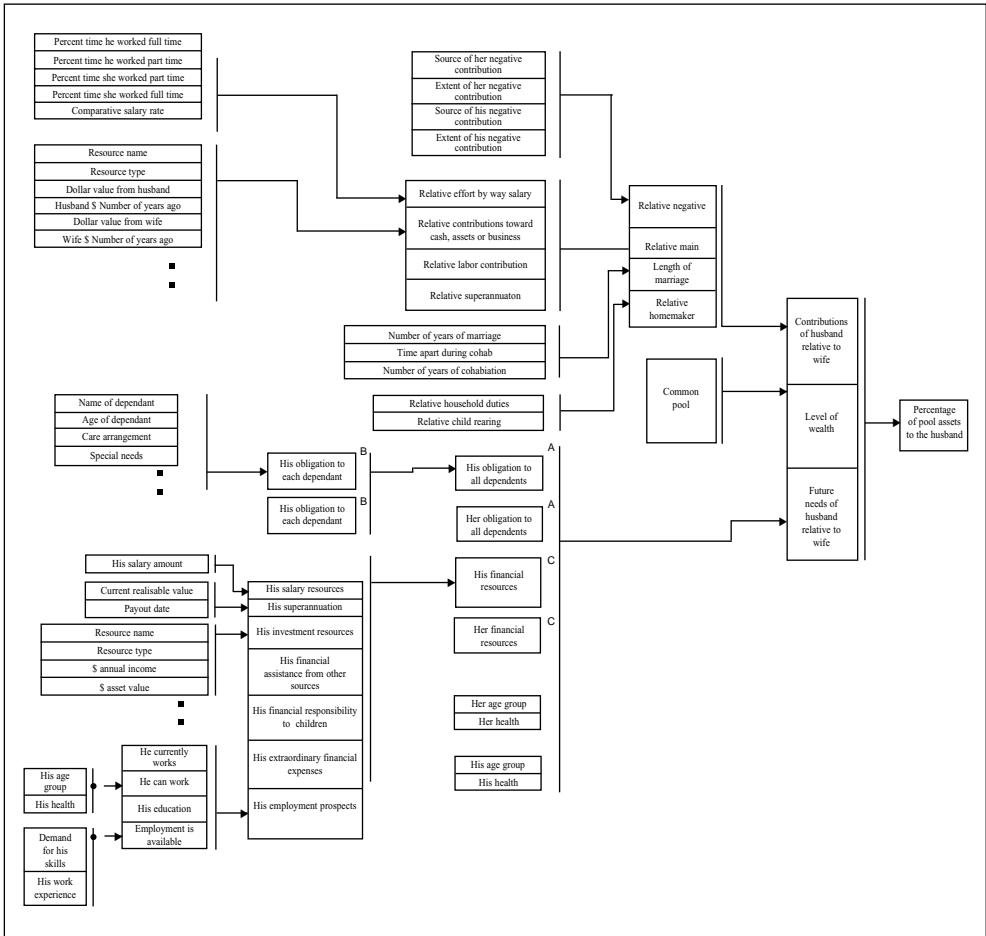 Percent time he worked full time
Percent time he worked part time
Percent time she worked part time
Percent time she worked full time
Comparative salary rate
Source of her negative
contribution
Extent of her negative
contribution
Source of his negative
contribution
Extent of his negative
contribution
Resource name
Resource type
Dollar value from husband
Husband $ Number of years ago
Dollar value from wife
Wife $ Number of years ago
Relative effort by way salary
Relative contributions toward
cash, assets or business
Relative labor contribution
Relative superannuaton
Relative negative
Relative main
Length of
marriage
Relative
homemaker
Number of years of marriage
Time apart during cohab
Number of years of cohabiation
Relative household duties
Relative child rearing
Common
pool
Contributions
of husband
relative to
wife
Level of
wealth
Future
needs of
husband
relative to
wife
Percentage
of pool assets
to the husband
Name of dependant
Age of dependant
Care arrangement
Special needs
B
His obligation to
each dependant
B
His obligation to
each dependant
A
His obligation to
all dependents
A
Her obligation to
all dependents
C
His financial
resources
C
Her financial
resources
Her age group
Her health
His age group
His health
His salary amount
Current realisable value
Payout date
Resource name
Resource type
$ annual income
$ asset value
His salary resources
His superannuation
His investment resources
His financial
assistance from other
sources
His financial responsibility
to children
His extraordinary financial
expenses
His employment prospects
He currently
works
He can work
His education
Employment is
available
His age
group
His health
Demand
for his
skills
His work
experience